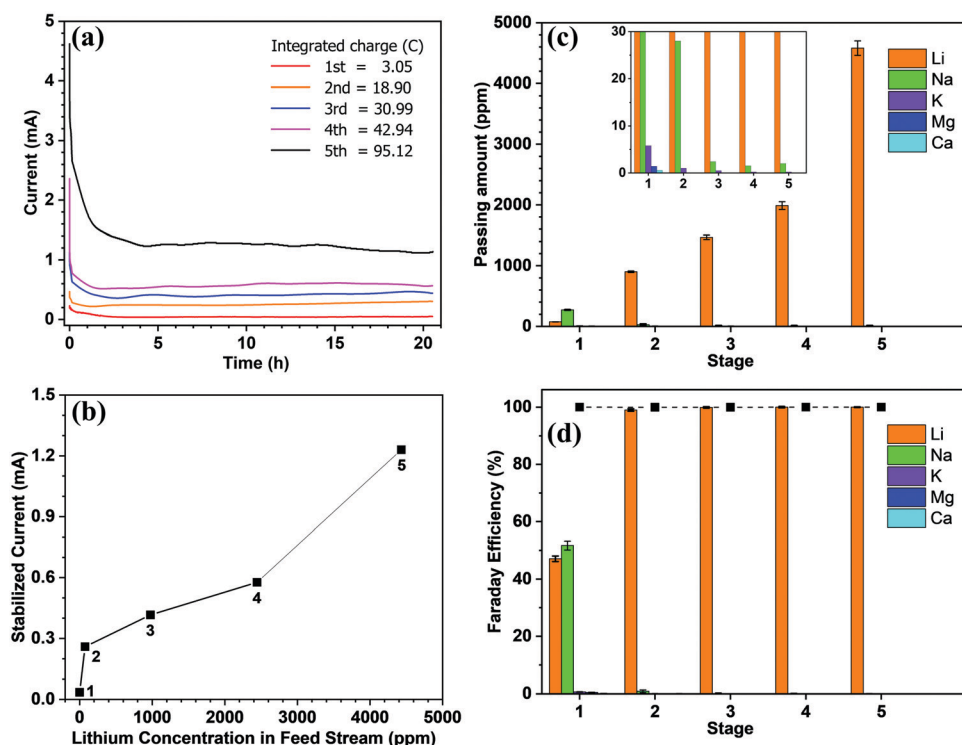 (a)
Integrated charge (C)
1st = 3.05
2nd = 18.90
3rd = 30.99
4th = 42.94
5th = 95.12
5
4
3
2
1
0
Current (mA)
0 5 10 15 20
Time (h)
(b)
1.5
1.2
0.9
0.6
0.3
0.0
Stabilized Current (mA)
1
2
3
4
5
0 1000 2000 3000 4000 5000
Lithium Concentration in Feed Stream (ppm)
(c)
5000
4000
3000
2000
1000
0
Passing amount (ppm)
30
20
10
0
1 2 3 4 5
Li
Na
K
Mg
Ca
1 2 3 4 5
Stage
(d)
100
80
60
40
20
0
Faraday Efficiency (%)
Li
Na
K
Mg
Ca
1 2 3 4 5
Stage